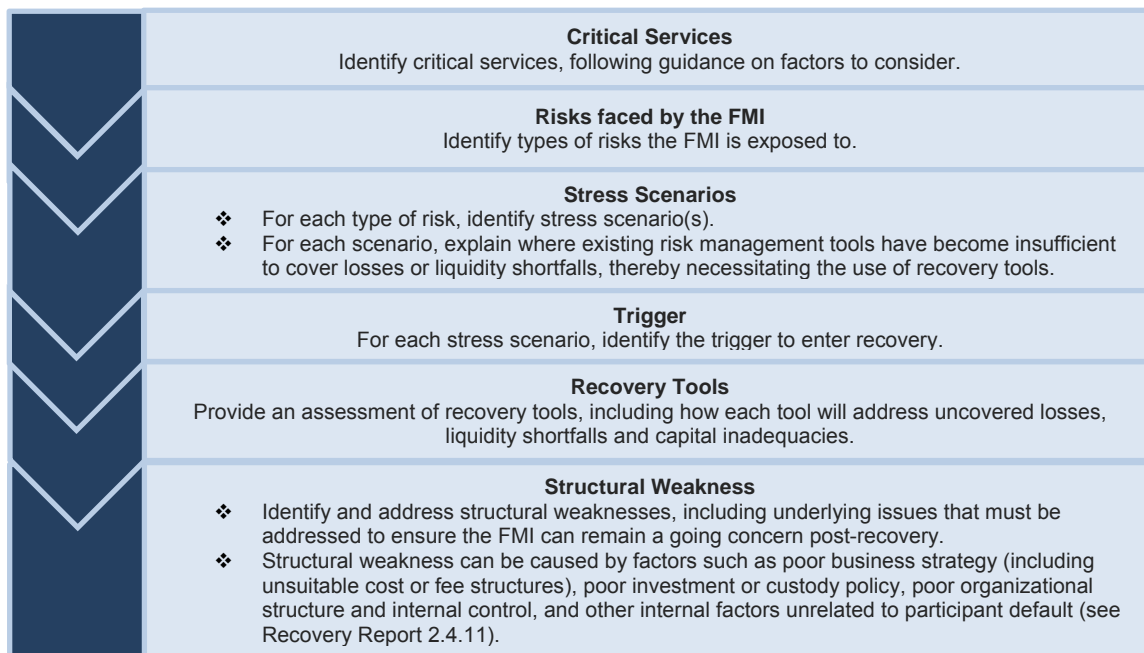 Critical Services
Identify critical services, following guidance on factors to consider.
Risks faced by the FMI
Identify types of risks the FMI is exposed to.
Stress Scenarios
❖ For each type of risk, identify stress scenario(s).
❖ For each scenario, explain where existing risk management tools have become insufficient
to cover losses or liquidity shortfalls, thereby necessitating the use of recovery tools.
Trigger
For each stress scenario, identify the trigger to enter recovery.
Recovery Tools
Provide an assessment of recovery tools, including how each tool will address uncovered losses,
liquidity shortfalls and capital inadequacies.
Structural Weakness
❖ Identify and address structural weaknesses, including underlying issues that must be
addressed to ensure the FMI can remain a going concern post-recovery.
❖ Structural weakness can be caused by factors such as poor business strategy (including
unsuitable cost or fee structures), poor investment or custody policy, poor organizational
structure and internal control, and other internal factors unrelated to participant default (see
Recovery Report 2.4.11).